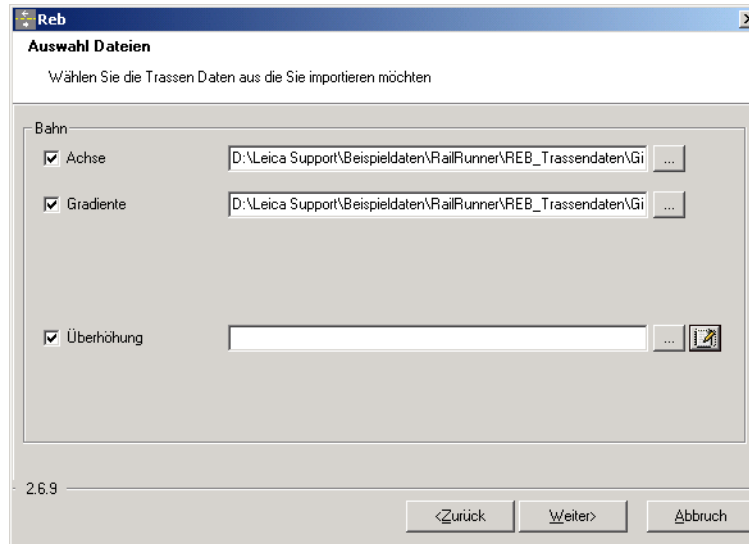 Reb
Auswahl Dateien
Wählen Sie die Trassen Daten aus die Sie importieren möchten
Bahn
Achse D:\Leica Support\Beispieldaten\RailRunner\REB_Trassendaten\Gi ...
Gradiente D:\Leica Support\Beispieldaten\RailRunner\REB_Trassendaten\Gi ...
Überhöhung ...
2.6.9
<Zurück Weiter> Abbruch